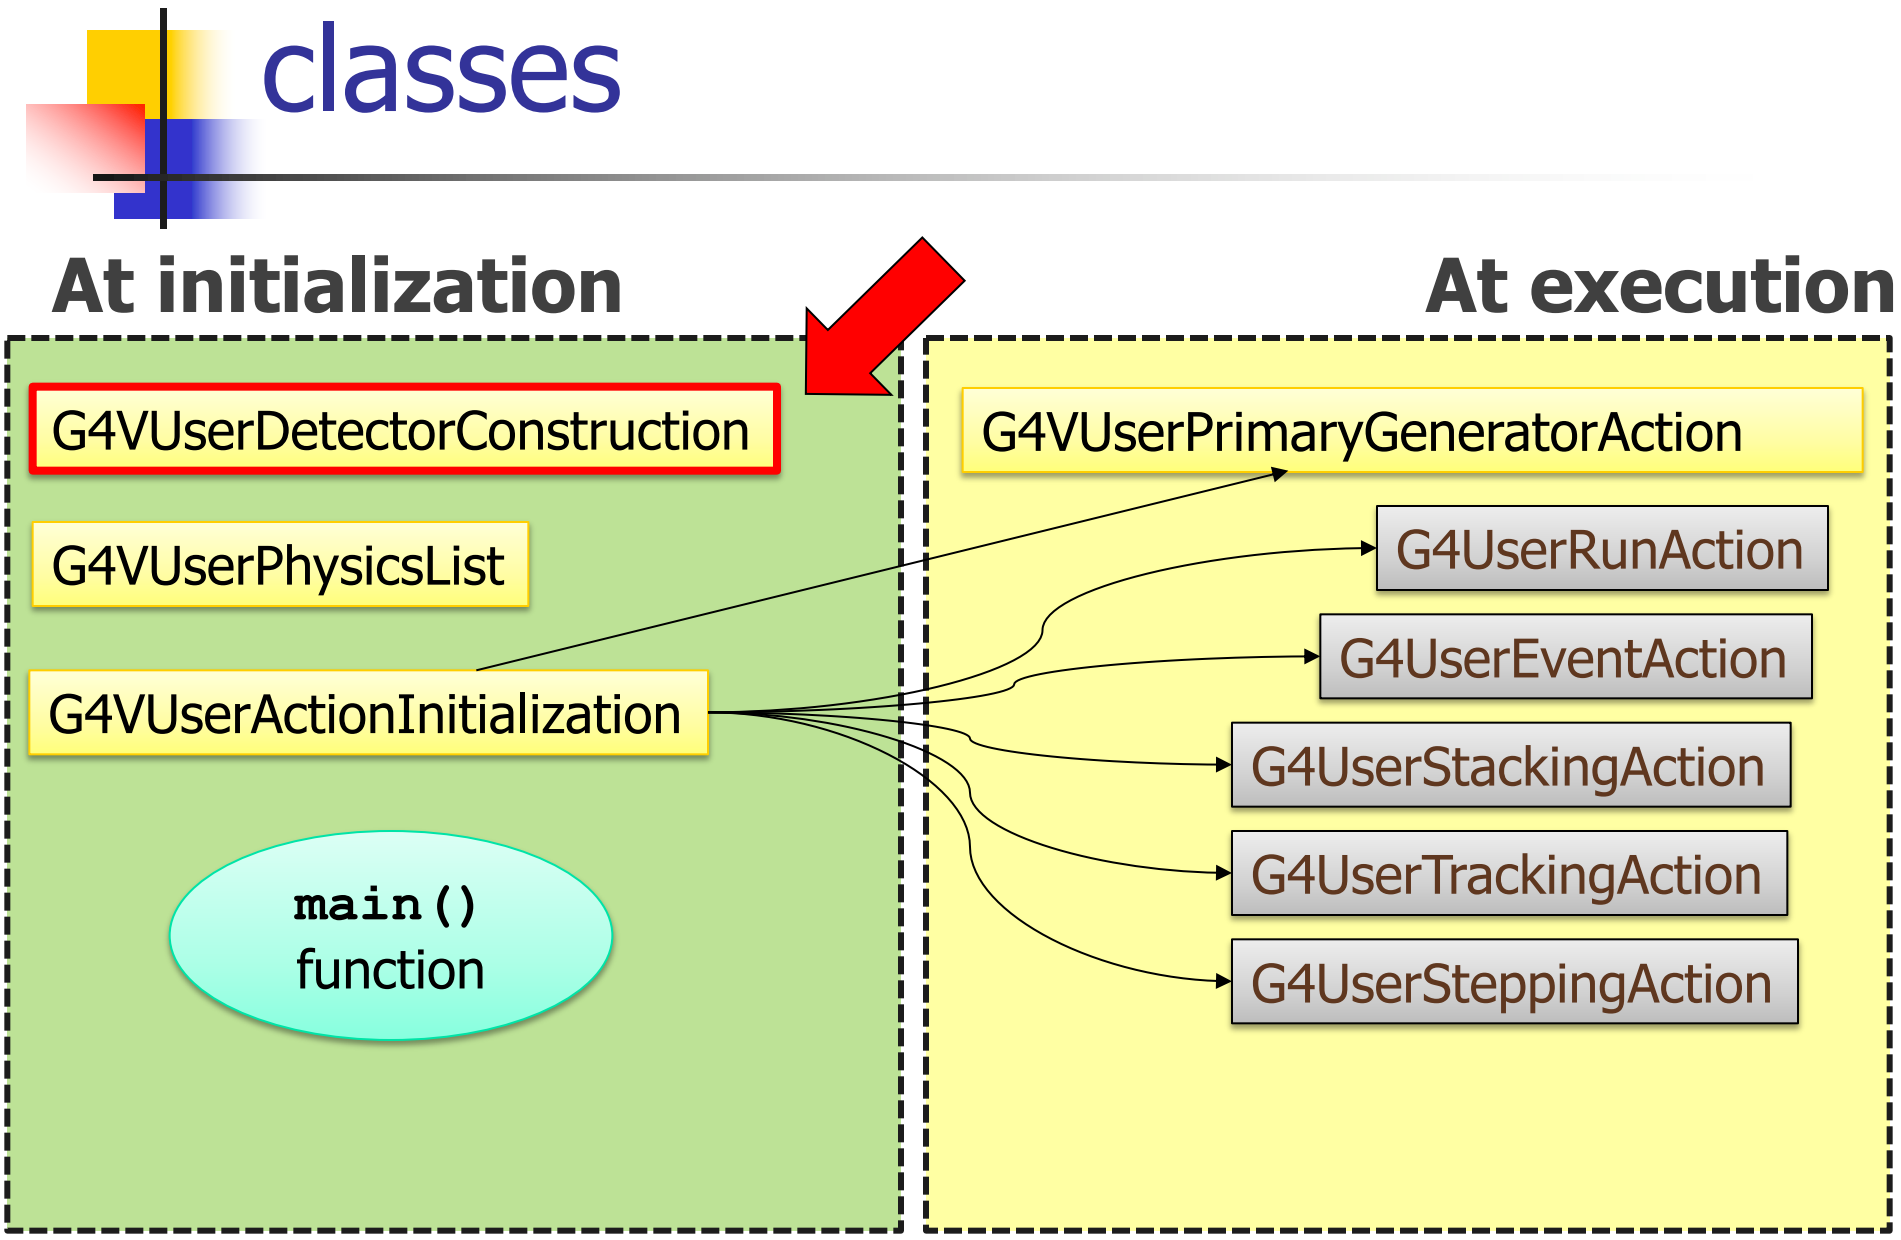 classes
At initialization
At execution
G4VUserDetectorConstruction
G4VUserPhysicsList
G4VUserActionInitialization
main()
function
G4VUserPrimaryGeneratorAction
G4UserRunAction
G4UserEventAction
G4UserStackingAction
G4UserTrackingAction
G4UserSteppingAction